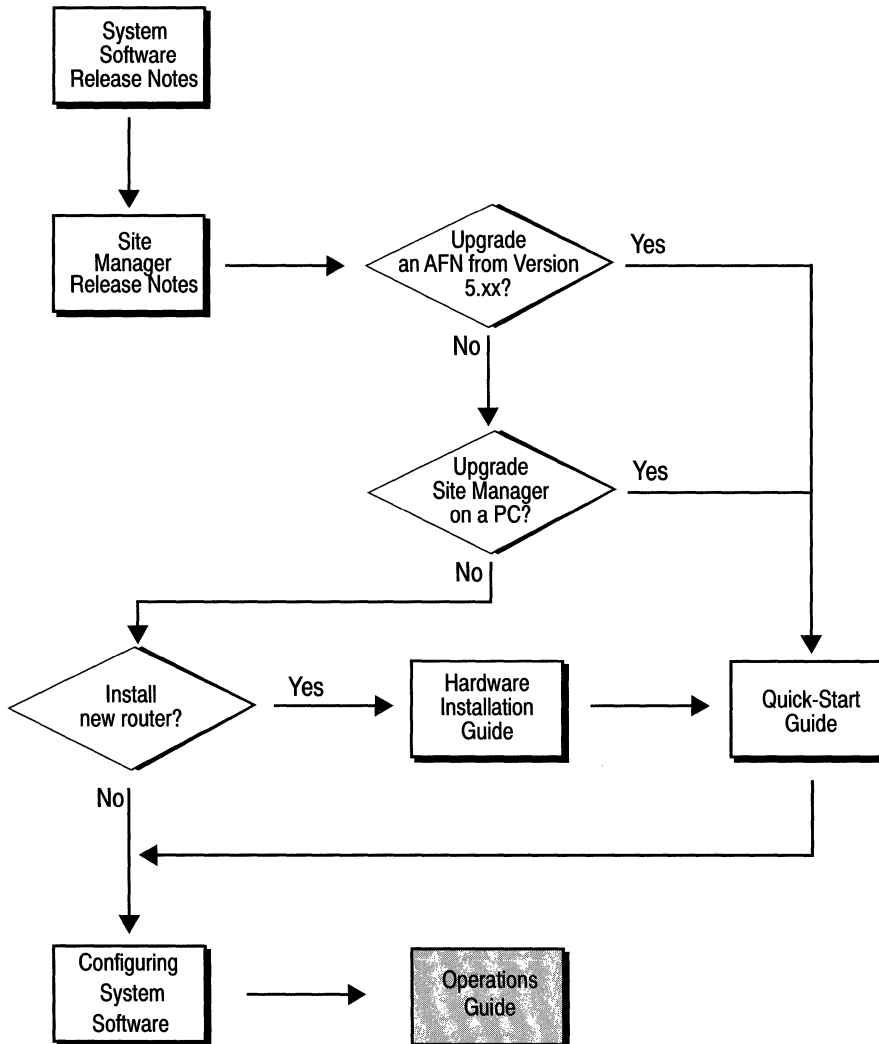 System
Software
Release Notes
Site
Manager
Release Notes
Upgrade
an AFN from Version
5.xx?
Yes
No
Upgrade
Site Manager
on a PC?
Yes
No
Install
new router?
Yes
Hardware
Installation
Guide
Quick-Start
Guide
No
Configuring
System
Software
Operations
Guide